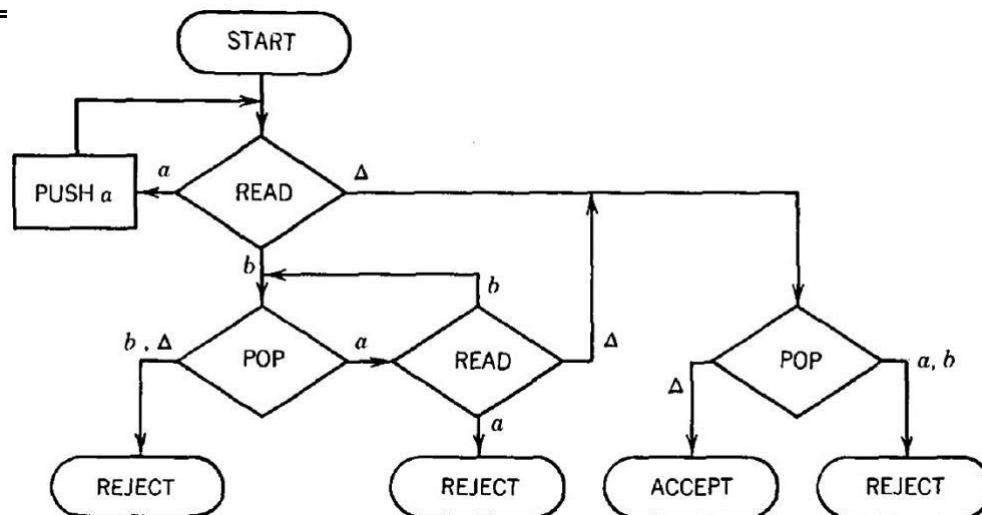 START
a
Δ
PUSH a
READ
b
b
b , Δ
a
Δ
a, b
POP
READ
POP
Δ
a
REJECT
REJECT
ACCEPT
REJECT